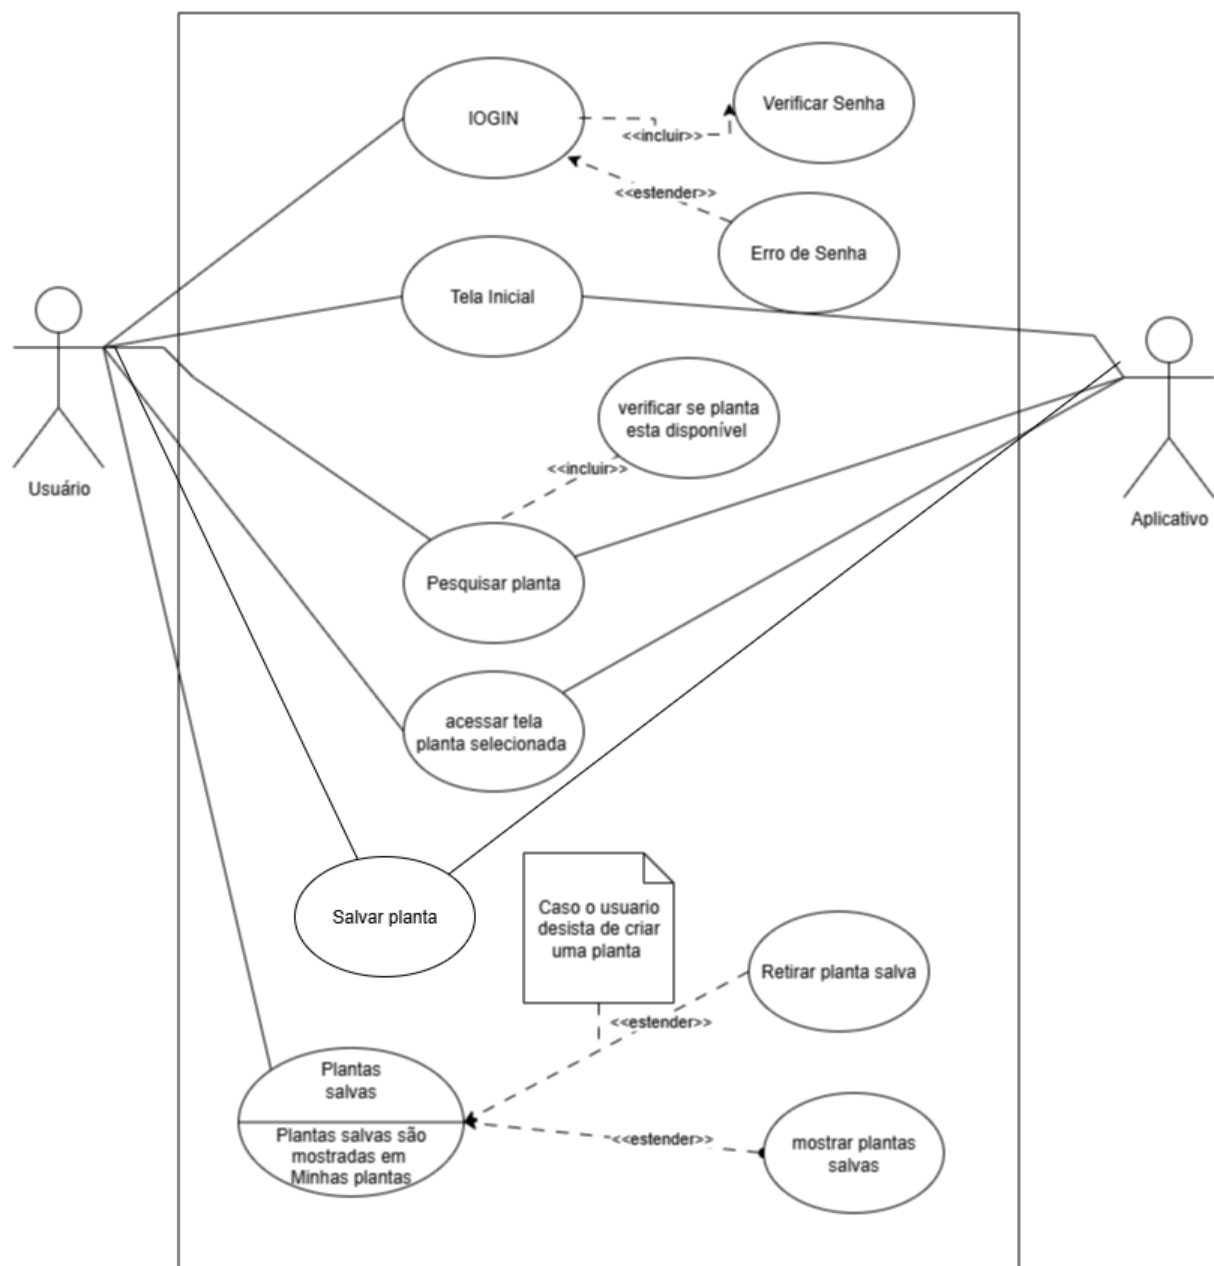 lOGIN
Verificar Senha
<<incluir>>
<<estender>>
Erro de Senha
Tela Inicial
Usuário
Aplicativo
verificar se planta
esta disponível
<<incluir>>
Pesquisar planta
acessar tela
planta selecionada
Salvar planta
Caso o usuario
desista de criar
uma planta
Retirar planta salva
<<estender>>
Plantas
salvas
Plantas salvas são
mostradas em
Minhas plantas
<<estender>>
mostrar plantas
salvas